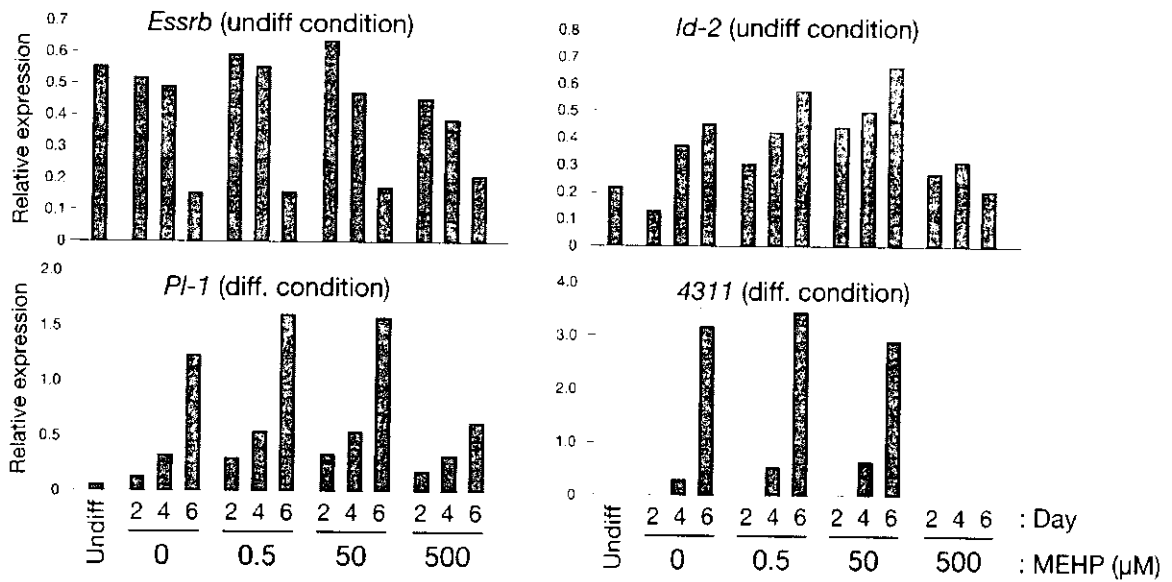 Essrb (undiff condition)
Relative expression
0.7
0.6
0.5
0.4
0.3
0.2
0.1
0
Id-2 (undiff condition)
0.8
0.7
0.6
0.5
0.4
0.3
0.2
0.1
0
Pl-1 (diff. condition)
Relative expression
2.0
1.5
1.0
0.5
0
4311 (diff. condition)
4.0
3.0
2.0
1.0
0
Undiff 2 4 6 2 4 6 2 4 6 2 4 6
0 0.5 50 500
Undiff 2 4 6 2 4 6 2 4 6 2 4 6 : Day
0 0.5 50 500 : MEHP (µM)